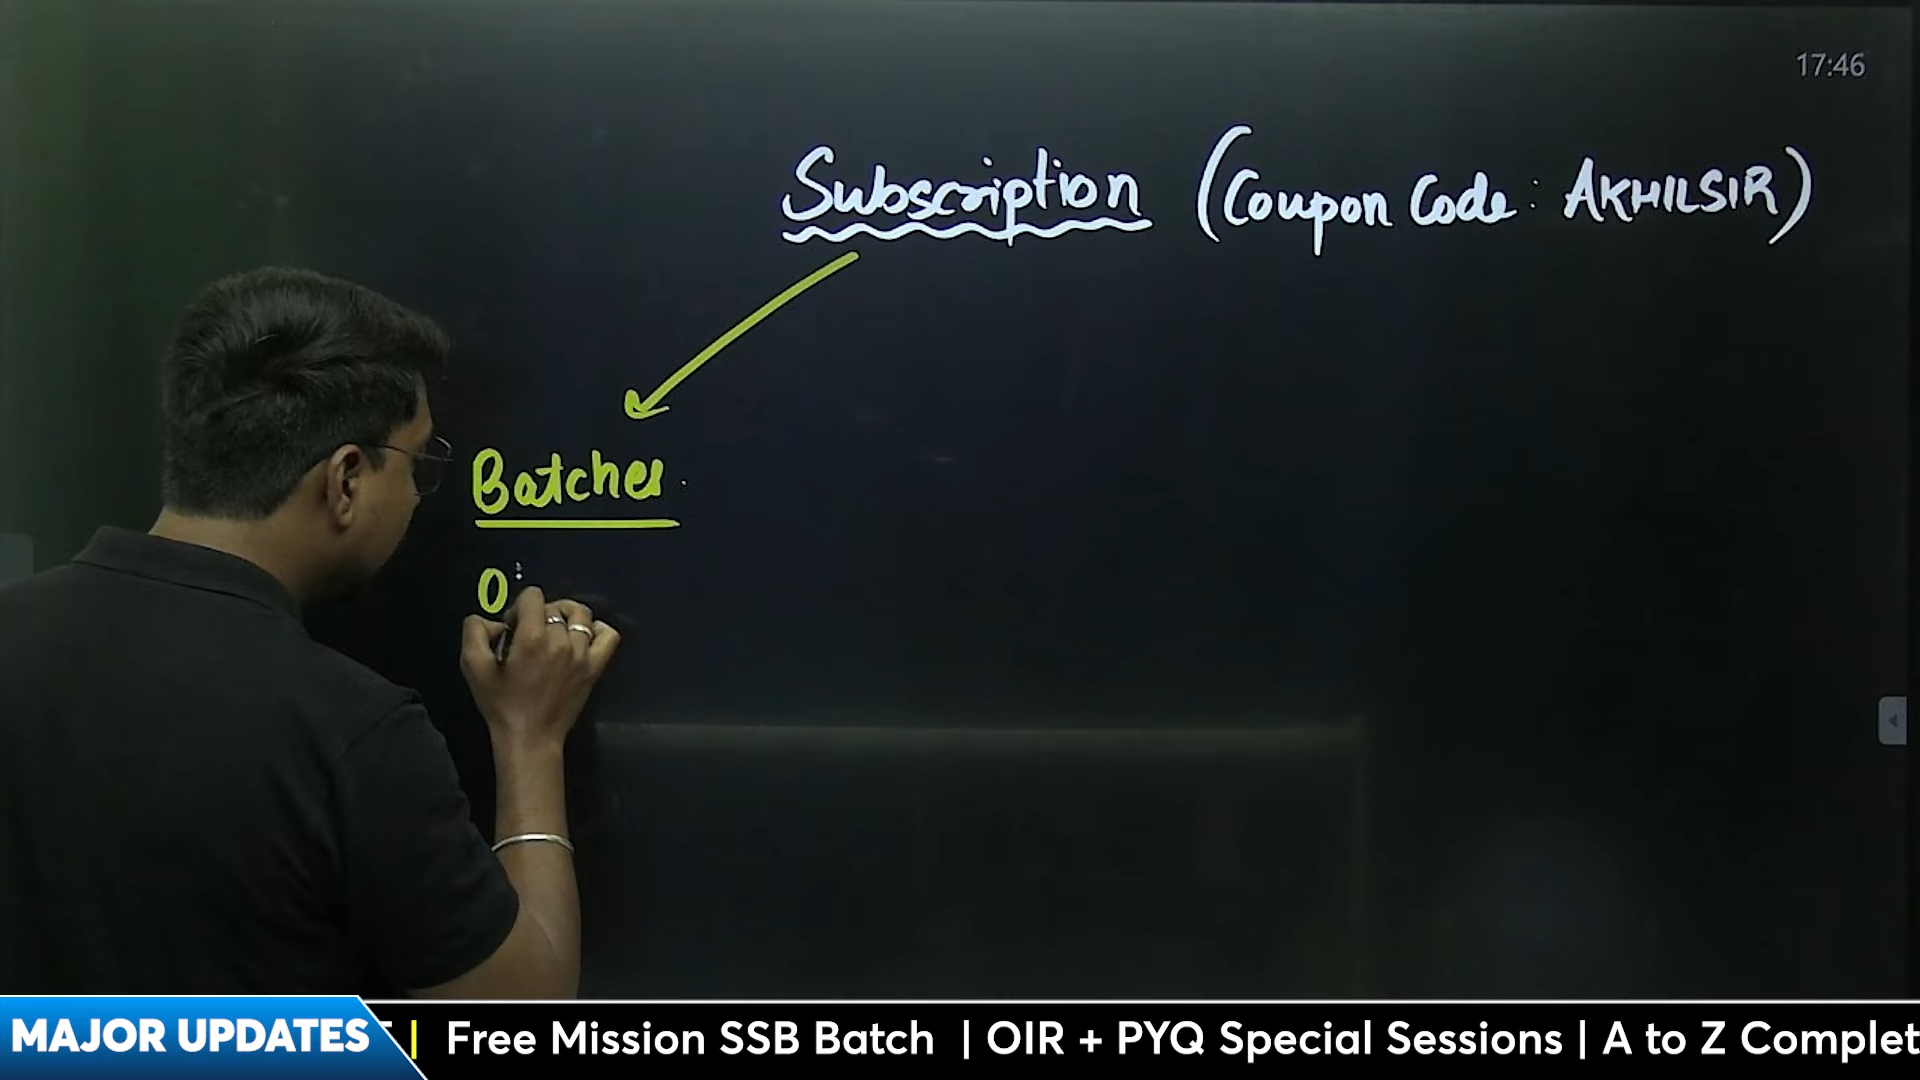 17:46
Subscription (Coupon Code: AKHILSIR)
Batches
0
MAJOR UPDATES | Free Mission SSB Batch | OIR + PYQ Special Sessions | A to Z Complet